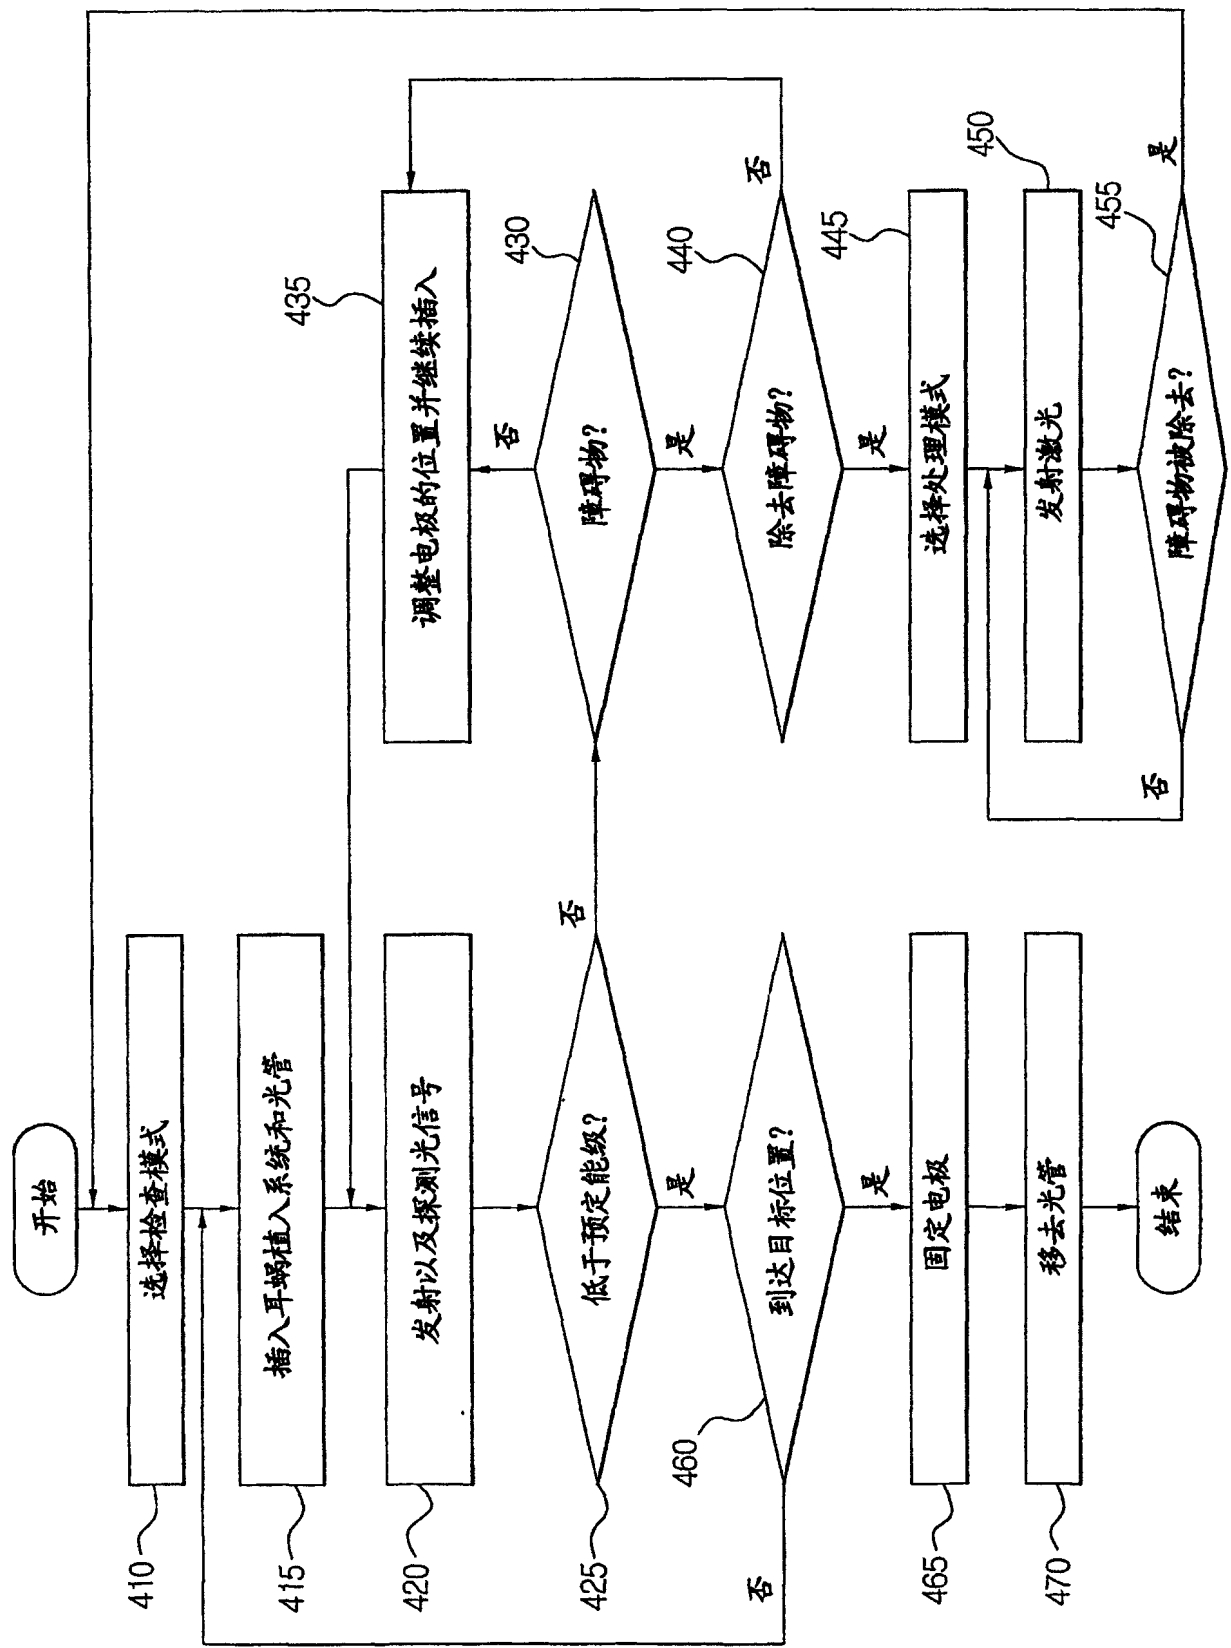 开始
选择检查模式
410
插入耳蜗植入系统和光管
415
发射以及探测光信号
420
低于预定能级?
425
否
是
到达目标位置?
460
否
是
固定电极
465
移去光管
470
结束
调整电极的位置并继续插入
435
否
障碍物?
430
是
除去障碍物?
440
否
是
选择处理模式
445
发射激光
450
障碍物被除去?
455
是
否